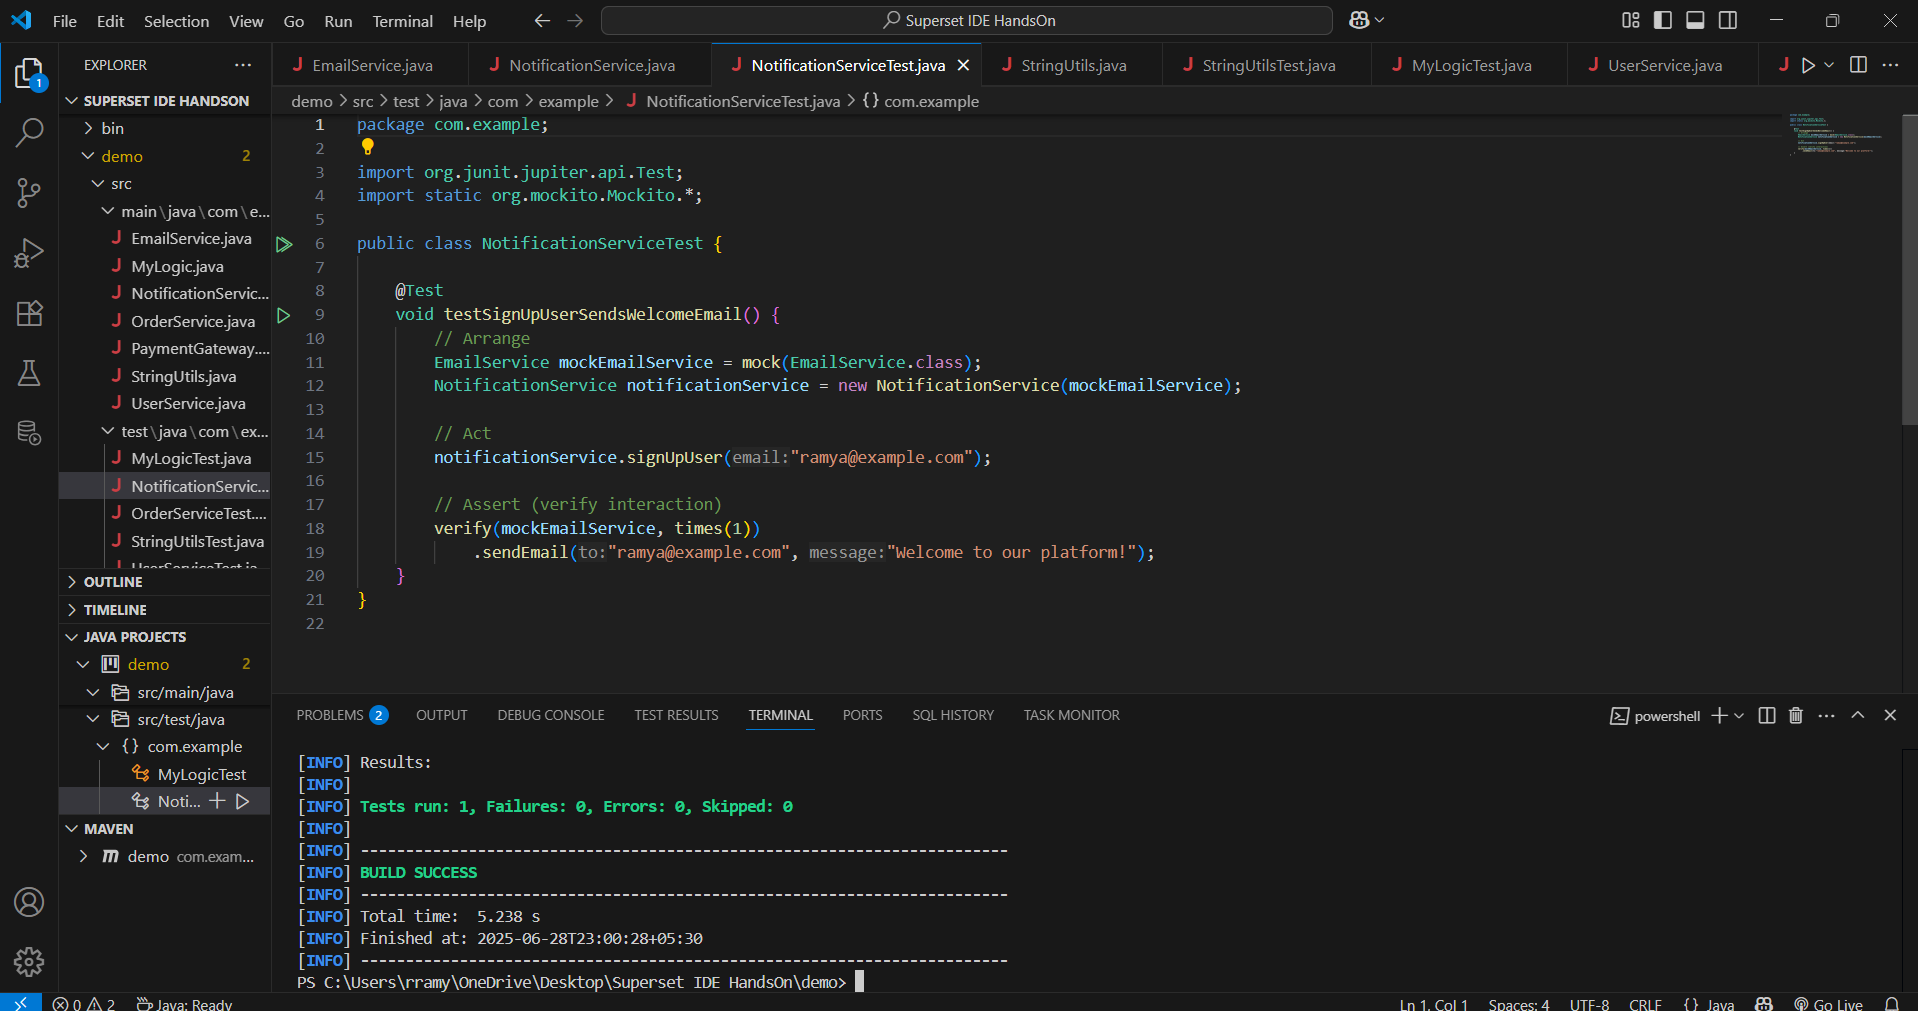 File Edit Selection View Go Run Terminal Help
Superset IDE HandsOn
EXPLORER
1
EmailService.java NotificationService.java NotificationServiceTest.java StringUtils.java StringUtilsTest.java MyLogicTest.java UserService.java
demo > src > test > java > com > example > NotificationServiceTest.java > {} com.example
SUPERSET IDE HANDSON
bin
demo 2
src
main\java\com\e...
EmailService.java
MyLogic.java
NotificationServic...
OrderService.java
PaymentGateway....
StringUtils.java
UserService.java
test\java\com\ex...
MyLogicTest.java
NotificationServic...
OrderServiceTest....
StringUtilsTest.java
UserServiceTest.ja...
OUTLINE
TIMELINE
JAVA PROJECTS
demo 2
src/main/java
src/test/java
{} com.example
MyLogicTest
Noti...
MAVEN
demo com.exam...
1 package com.example;
2
3 import org.junit.jupiter.api.Test;
4 import static org.mockito.Mockito.*;
5
6 public class NotificationServiceTest {
7
8 @Test
9 void testSignUpUserSendsWelcomeEmail() {
10 // Arrange
11 EmailService mockEmailService = mock(EmailService.class);
12 NotificationService notificationService = new NotificationService(mockEmailService);
13
14 // Act
15 notificationService.signUpUser(email:"ramya@example.com");
16
17 // Assert (verify interaction)
18 verify(mockEmailService, times(1))
19 .sendEmail(to:"ramya@example.com", message:"Welcome to our platform!");
20 }
21 }
22
PROBLEMS 2 OUTPUT DEBUG CONSOLE TEST RESULTS TERMINAL PORTS SQL HISTORY TASK MONITOR
powershell
[INFO] Results:
[INFO]
[INFO] Tests run: 1, Failures: 0, Errors: 0, Skipped: 0
[INFO]
[INFO] ------------------------------------------------------------------------
[INFO] BUILD SUCCESS
[INFO] ------------------------------------------------------------------------
[INFO] Total time:  5.238 s
[INFO] Finished at: 2025-06-28T23:00:28+05:30
[INFO] ------------------------------------------------------------------------
PS C:\Users\rramy\OneDrive\Desktop\Superset IDE HandsOn\demo>
0 2 Java: Ready
Ln 1, Col 1 Spaces: 4 UTF-8 CRLF {} Java Go Live